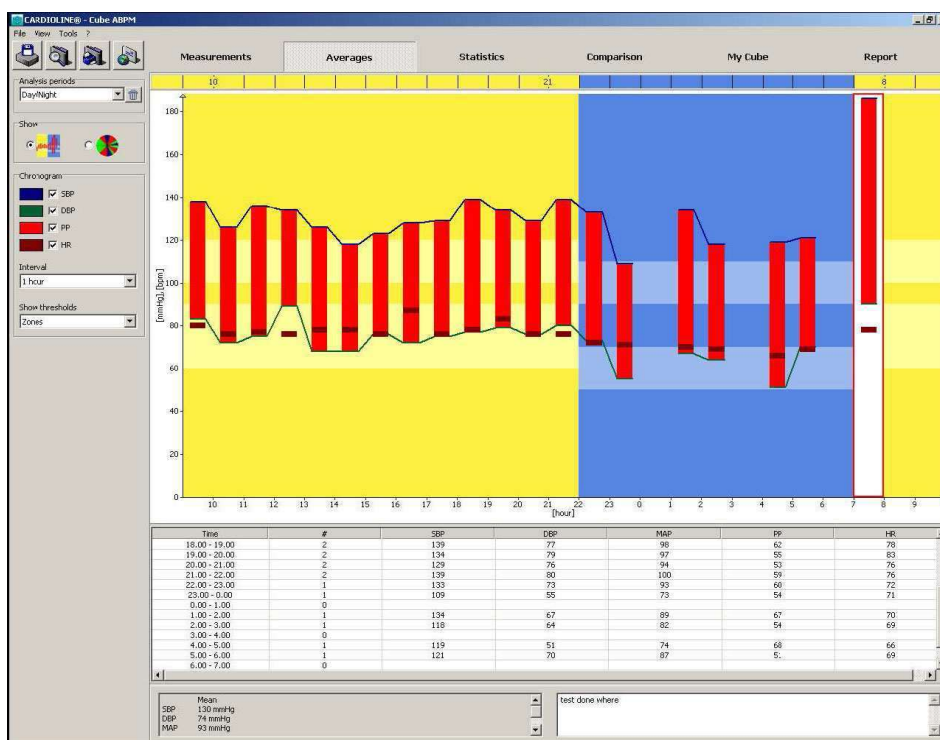 CARDIOLINE® - Cube ABPM
File View Tools ?
Measurements Averages Statistics Comparison My Cube Report
Analysis periods
Day/Night
Show
Chronogram
SBP
DBP
PP
HR
Interval
1 hour
Show thresholds
Zones
10 21 8
[mmHg],[bpm]
180
160
140
120
100
80
60
40
20
0
10 11 12 13 14 15 16 17 18 19 20 21 22 23 0 1 2 3 4 5 6 7 8 9
[hour]
Time # SBP DBP MAP PP HR
18.00 - 19.00 2 139 77 98 62 78
19.00 - 20.00 2 134 79 97 55 83
20.00 - 21.00 2 129 76 94 53 76
21.00 - 22.00 2 139 80 100 59 76
22.00 - 23.00 1 133 73 93 60 72
23.00 - 0.00 1 109 55 73 54 71
0.00 - 1.00 0
1.00 - 2.00 1 134 67 89 67 70
2.00 - 3.00 1 118 64 82 54 69
3.00 - 4.00 0
4.00 - 5.00 1 119 51 74 68 66
5.00 - 6.00 1 121 70 87 51 69
6.00 - 7.00 0
Mean
SBP 130 mmHg
DBP 74 mmHg
MAP 93 mmHg
test done where